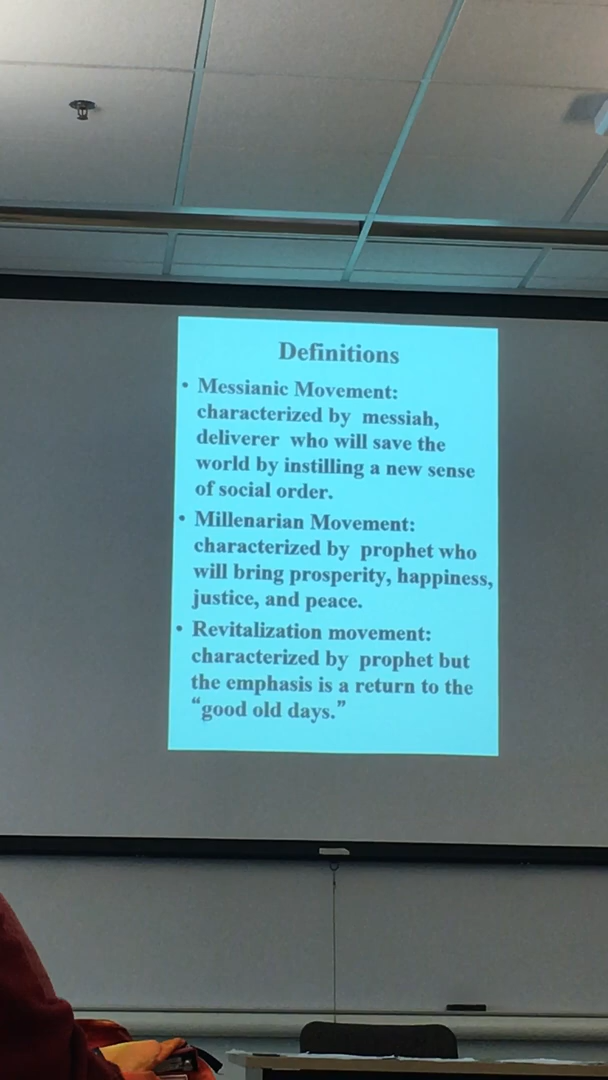 Definitions
• Messianic Movement:
characterized by messiah,
deliverer who will save the
world by instilling a new sense
of social order.
• Millenarian Movement:
characterized by prophet who
will bring prosperity, happiness,
justice, and peace.
• Revitalization movement:
characterized by prophet but
the emphasis is a return to the
“good old days.”